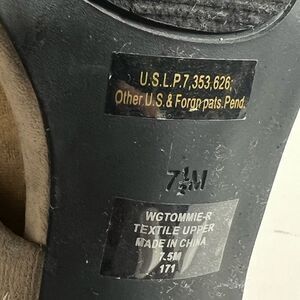 U.S.L.P.7,353,626;
Other U.S.& Forgn pats. Pend.
7½M
WGTOMMIE-R
TEXTILE UPPER
MADE IN CHINA
7.5M
171